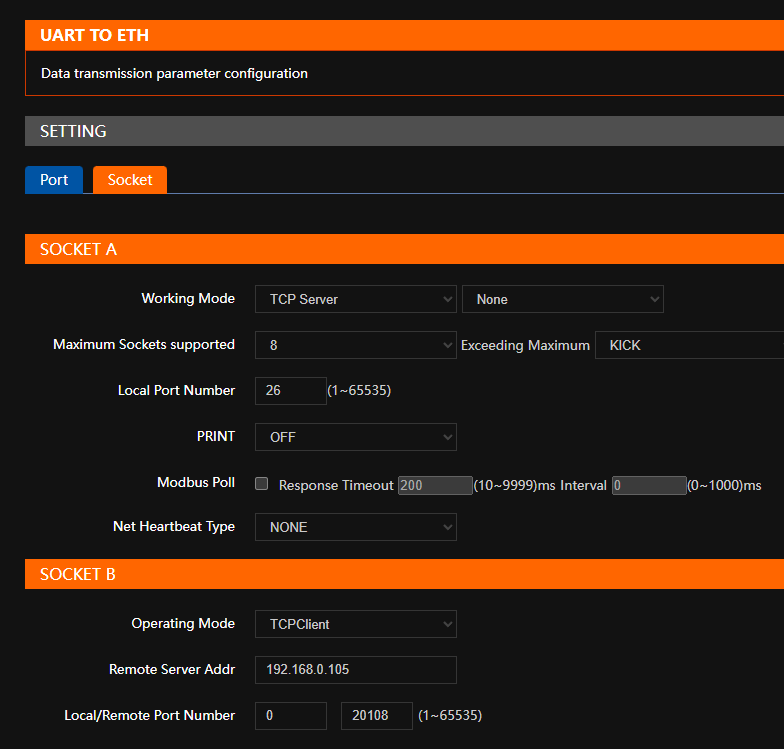 UART TO ETH
Data transmission parameter configuration
SETTING
Port Socket
SOCKET A
Working Mode TCP Server None
Maximum Sockets supported 8 Exceeding Maximum KICK
Local Port Number 26 (1~65535)
PRINT OFF
Modbus Poll Response Timeout 200 (10~9999)ms Interval 0 (0~1000)ms
Net Heartbeat Type NONE
SOCKET B
Operating Mode TCPClient
Remote Server Addr 192.168.0.105
Local/Remote Port Number 0 20108 (1~65535)